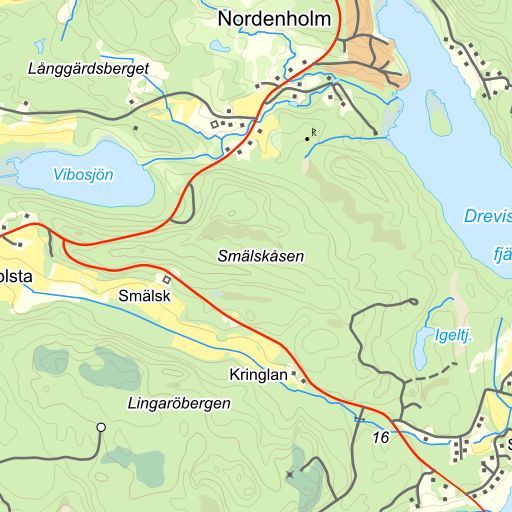 Nordenholm
Långgärdsberget
R
Vibosjön
Drevis
fjä
Smälskåsen
olsta
Smälsk
Igeltj.
Kringlan
Lingaröbergen
16
S